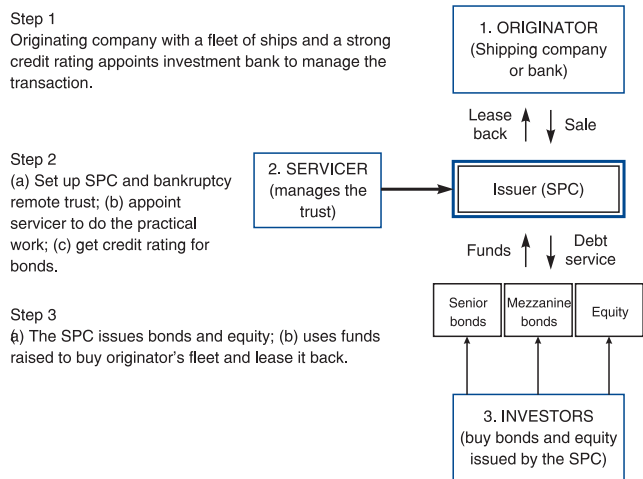 Step 1
Originating company with a fleet of ships and a strong
credit rating appoints investment bank to manage the
transaction.
1. ORIGINATOR
(Shipping company
or bank)
Lease
back
Sale
Step 2
(a) Set up SPC and bankruptcy
remote trust; (b) appoint
servicer to do the practical
work; (c) get credit rating for
bonds.
2. SERVICER
(manages the
trust)
Issuer (SPC)
Funds
Debt
service
Senior
bonds
Mezzanine
bonds
Equity
Step 3
(a) The SPC issues bonds and equity; (b) uses funds
raised to buy originator’s fleet and lease it back.
3. INVESTORS
(buy bonds and equity
issued by the SPC)